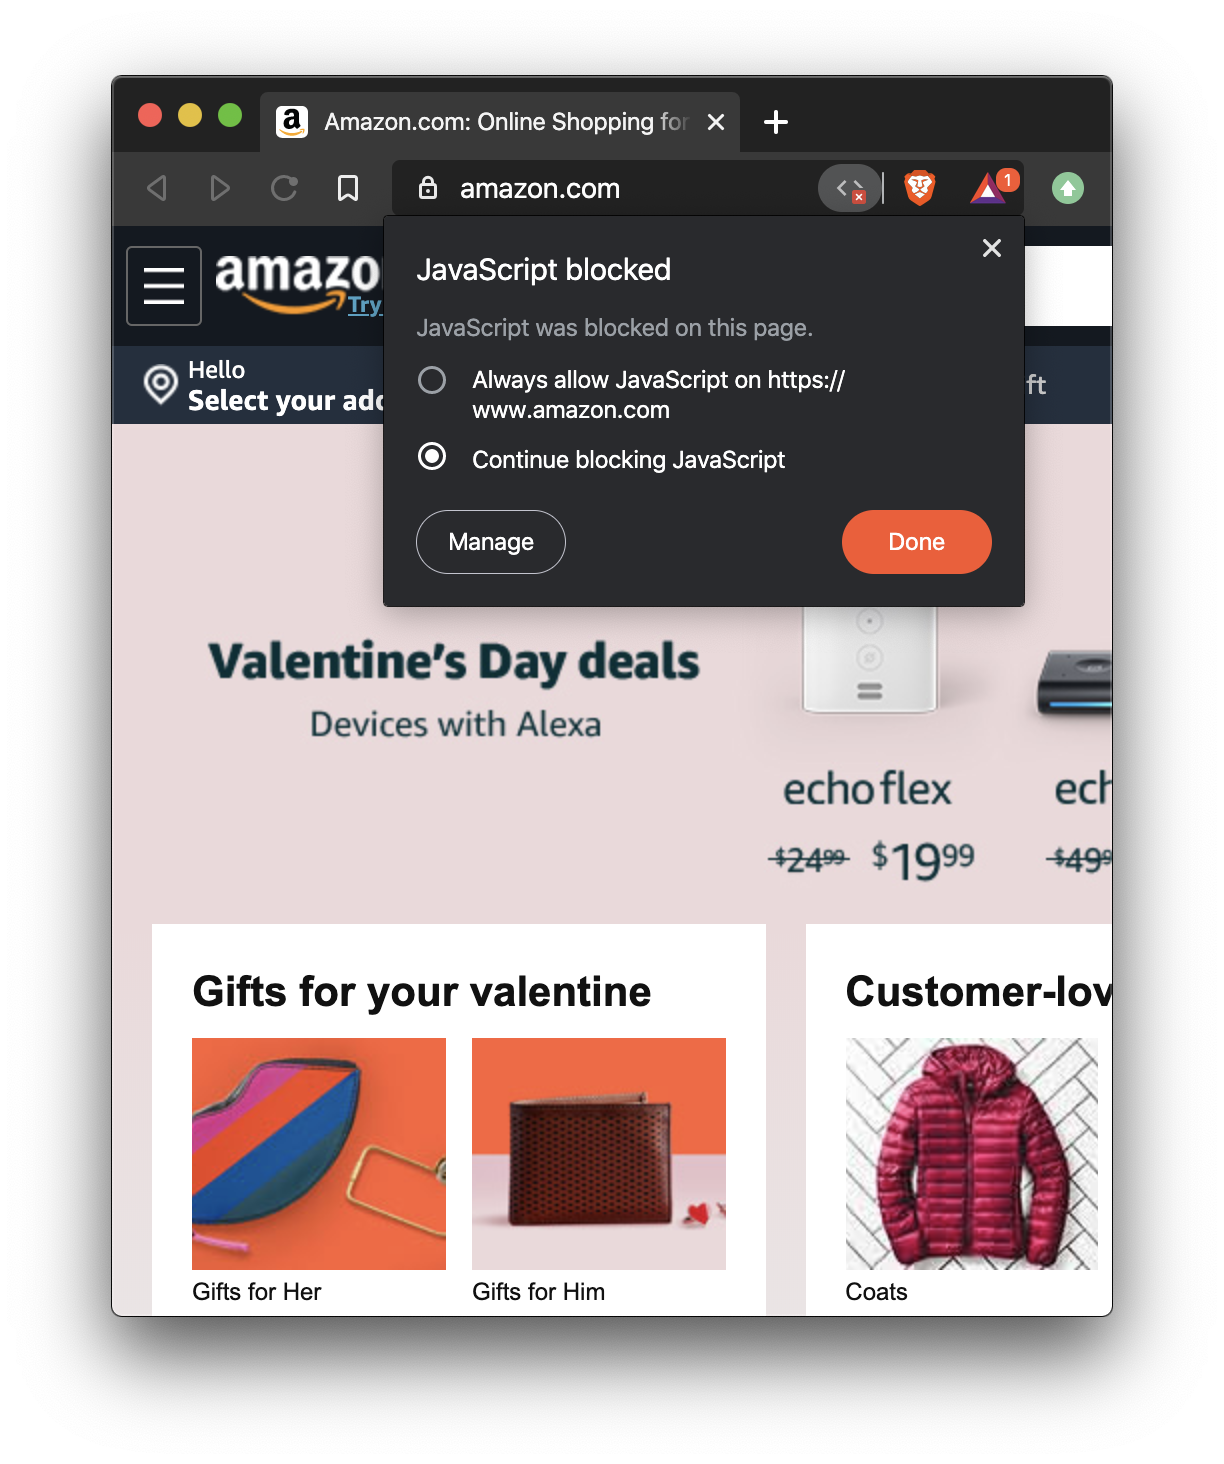 Amazon.com: Online Shopping for
amazon.com
1
amazo
Try
Hello
Select your add
ft
JavaScript blocked
JavaScript was blocked on this page.
Always allow JavaScript on https://
www.amazon.com
Continue blocking JavaScript
Manage
Done
Valentine's Day deals
Devices with Alexa
echo flex
ech
$24.99 $19.99
$49.9
Gifts for your valentine
Customer-lov
Gifts for Her
Gifts for Him
Coats